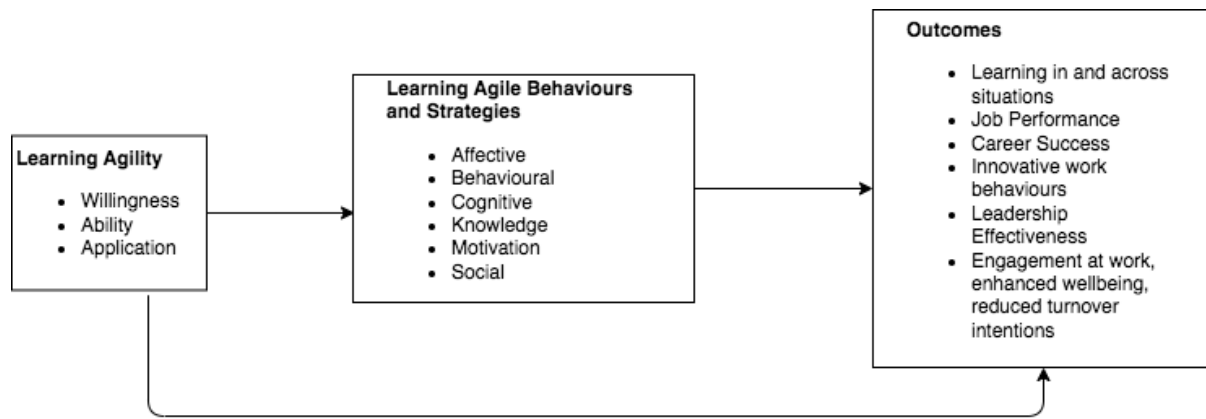 Learning Agility
Willingness
Ability
Application
Learning Agile Behaviours
and Strategies
Affective
Behavioural
Cognitive
Knowledge
Motivation
Social
Outcomes
Learning in and across
situations
Job Performance
Career Success
Innovative work
behaviours
Leadership
Effectiveness
Engagement at work,
enhanced wellbeing,
reduced turnover
intentions